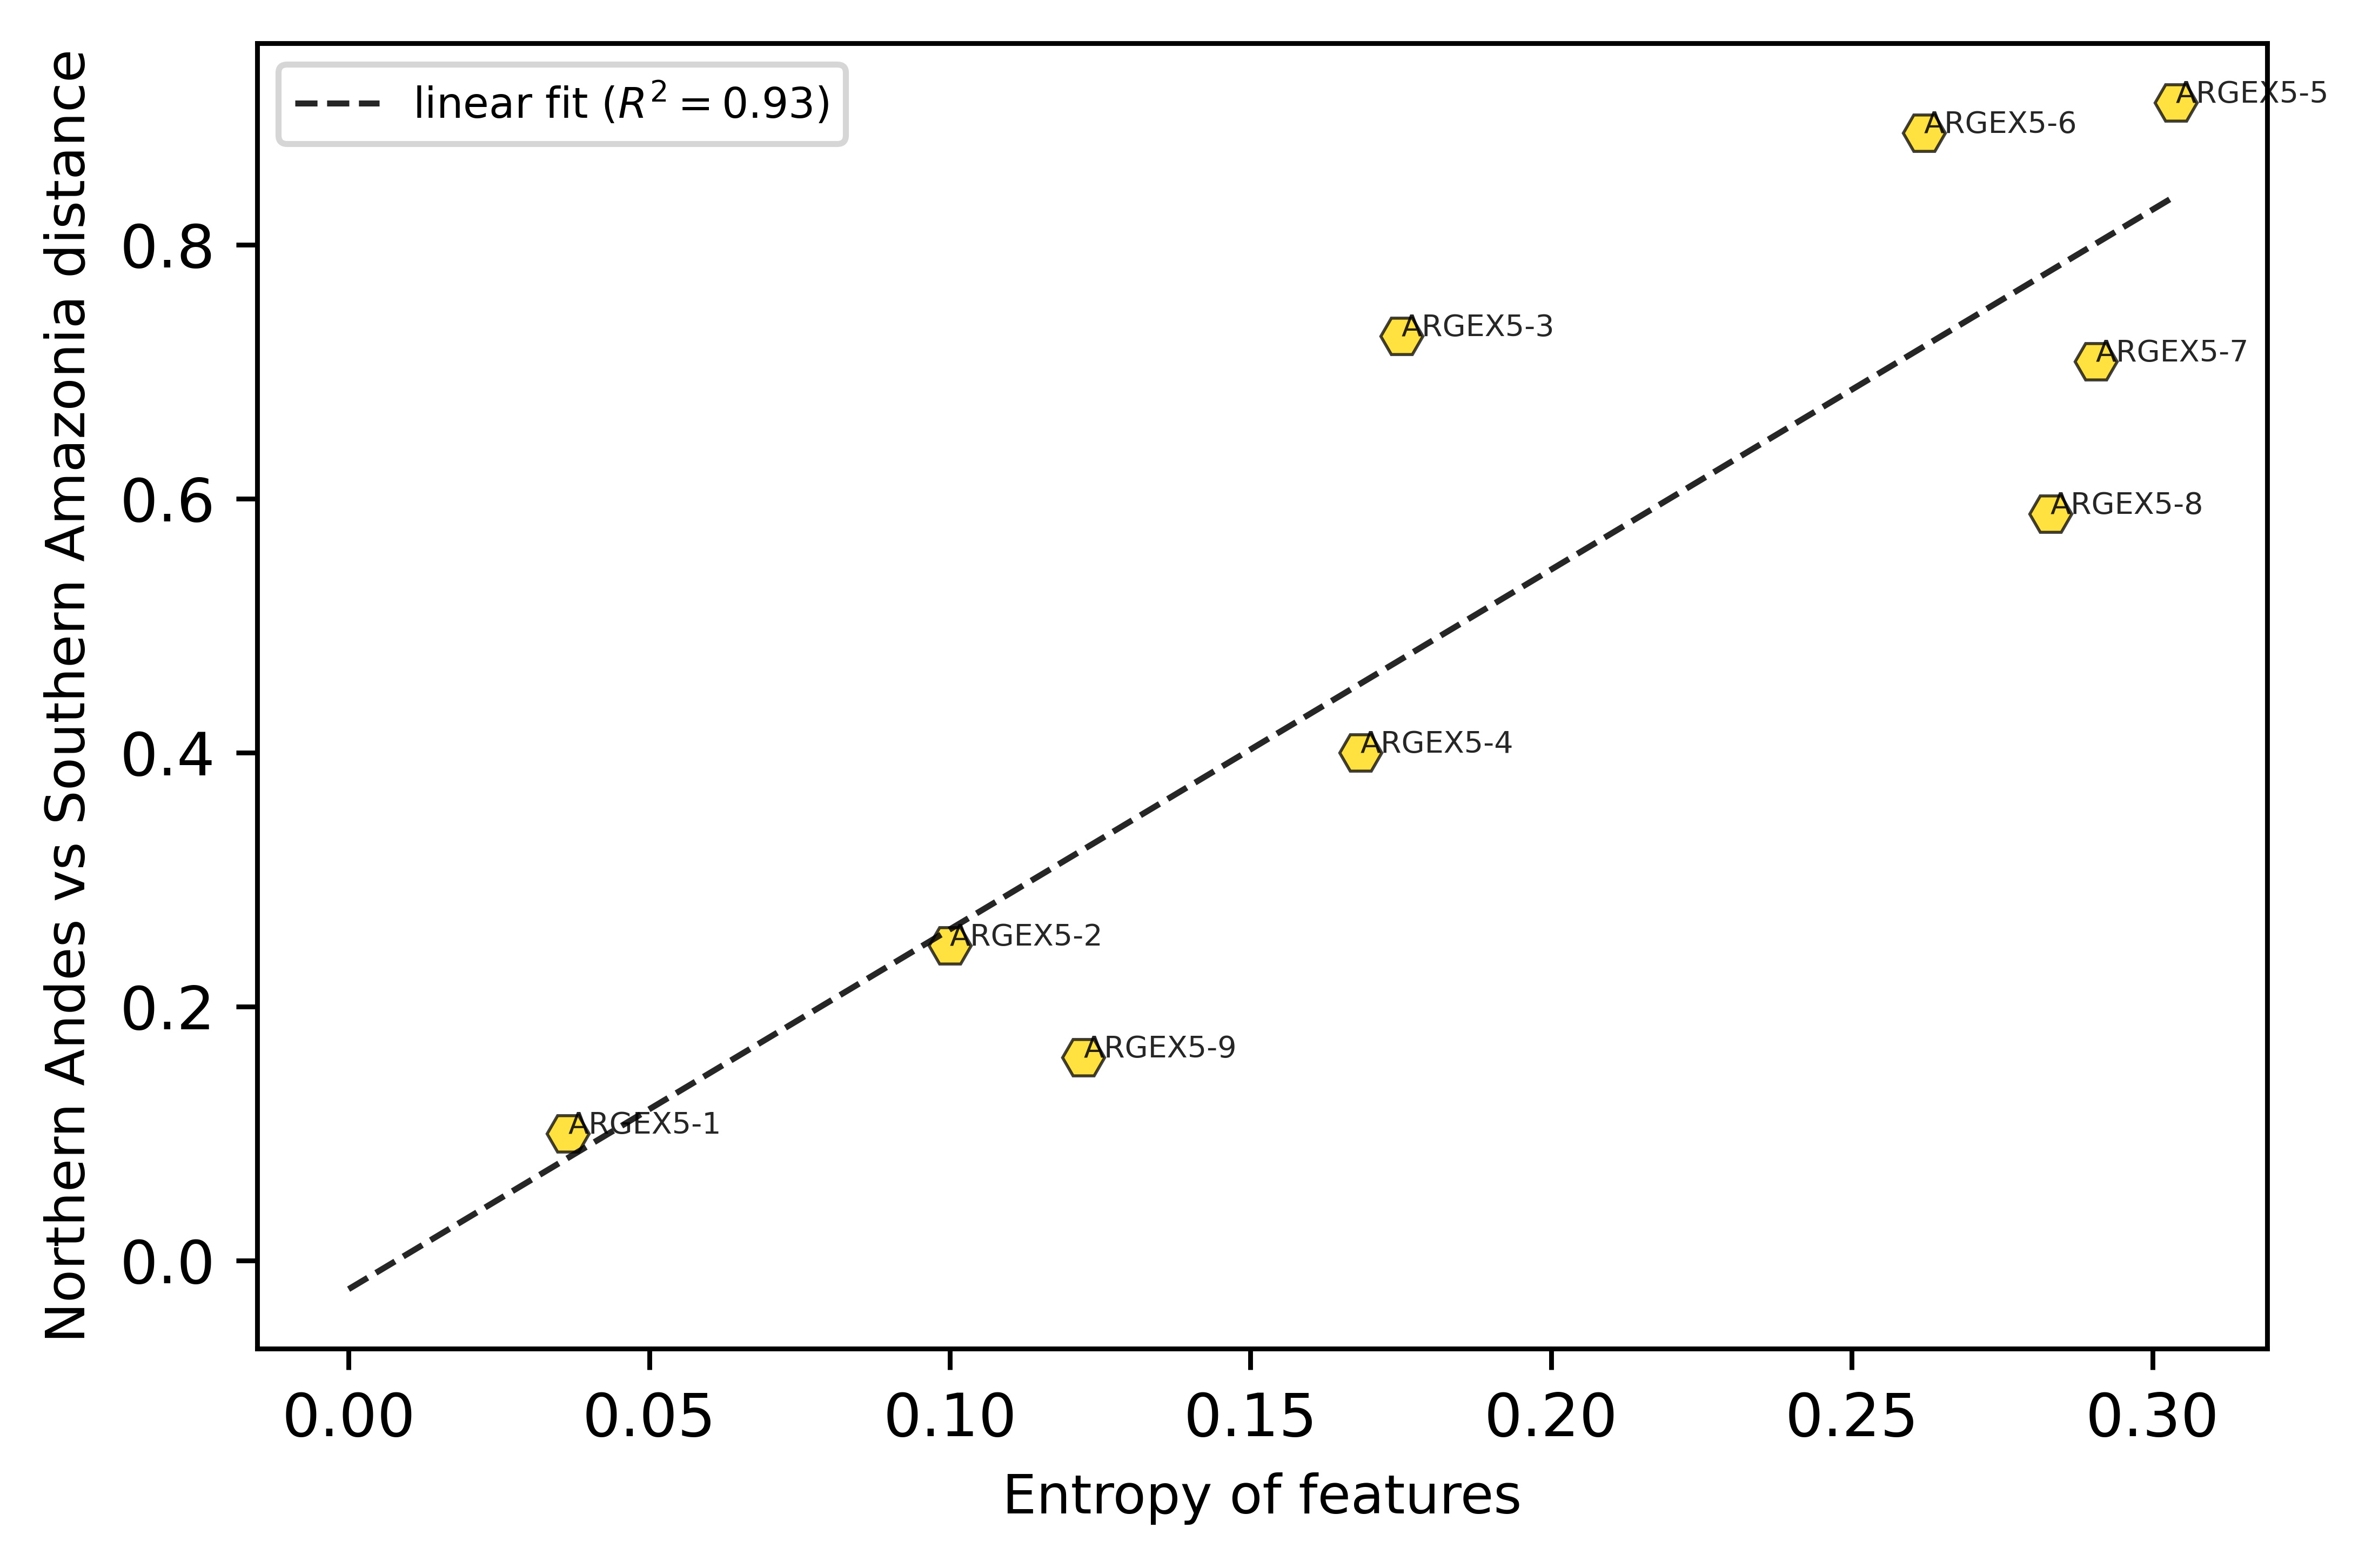 linear fit (R² = 0.93)
ARGEX5-5
ARGEX5-6
ARGEX5-3
ARGEX5-7
ARGEX5-8
ARGEX5-4
ARGEX5-2
ARGEX5-9
ARGEX5-1
Northern Andes vs Southern Amazonia distance
0.8
0.6
0.4
0.2
0.0
0.00 0.05 0.10 0.15 0.20 0.25 0.30
Entropy of features